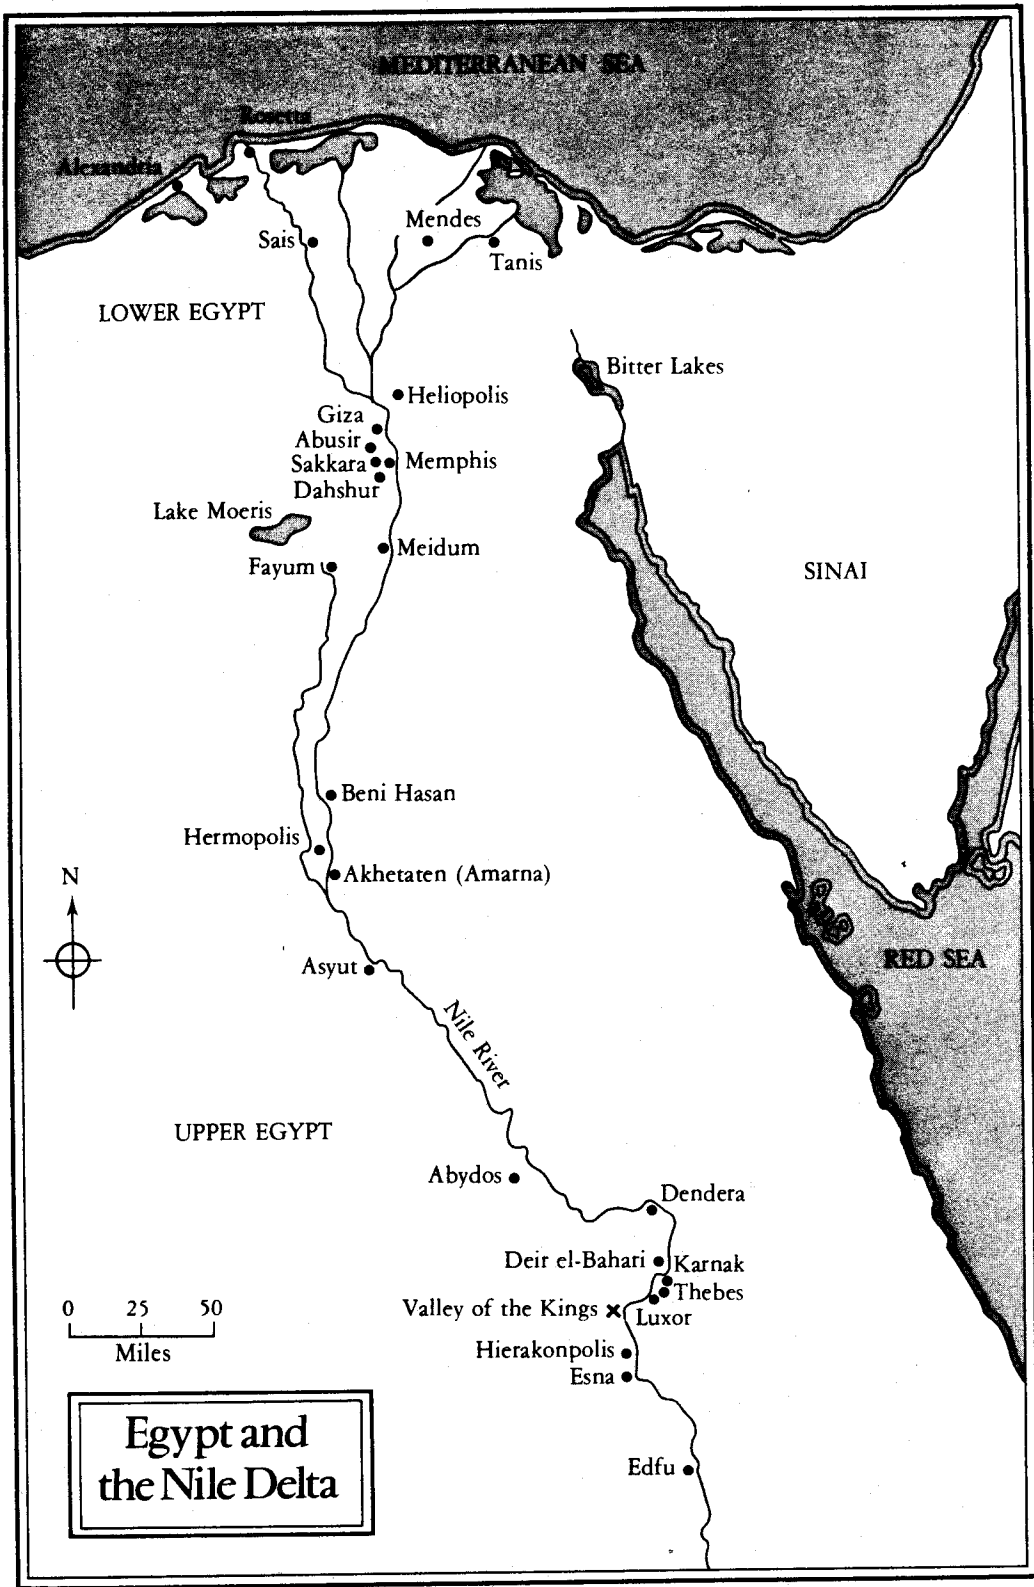 MEDITERRANEAN SEA
Rosetta
Alexandria
Mendes
Sais
Tanis
LOWER EGYPT
Bitter Lakes
Heliopolis
Giza
Abusir
Sakkara
Memphis
Dahshur
Lake Moeris
Meidum
Fayum
SINAI
Beni Hasan
Hermopolis
Akhetaten (Amarna)
N
RED SEA
Asyut
Nile River
UPPER EGYPT
Abydos
Dendera
Deir el-Bahari
Karnak
Thebes
Valley of the Kings
Luxor
0 25 50
Miles
Hierakonpolis
Esna
Egypt and
the Nile Delta
Edfu